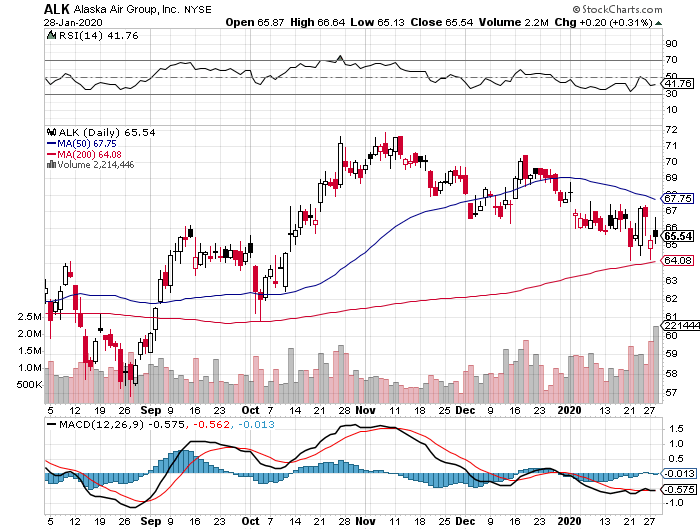 ALK Alaska Air Group, Inc. NYSE © StockCharts.com
28-Jan-2020 Open 65.87 High 66.64 Low 65.13 Close 65.54 Volume 2.2M Chg +0.20 (+0.31%)
RSI(14) 41.76
90
70
50
41.76
30
10
ALK (Daily) 65.54
MA(50) 67.75
MA(200) 64.08
Volume 2,214,446
72
71
70
69
67.75
67
66
65.54
65
64.08
63
62
61
60
59
58
57
2214446
2.5M
2.0M
1.5M
1.0M
500K
5 12 19 26 Sep 9 16 23 Oct 7 14 21 28 Nov 11 18 25 Dec 9 16 23 2020 13 21 27
MACD(12,26,9) -0.575, -0.562, -0.013
1.5
1.0
0.5
-0.013
-0.575
-1.0
5 12 19 26 Sep 9 16 23 Oct 7 14 21 28 Nov 11 18 25 Dec 9 16 23 2020 13 21 27